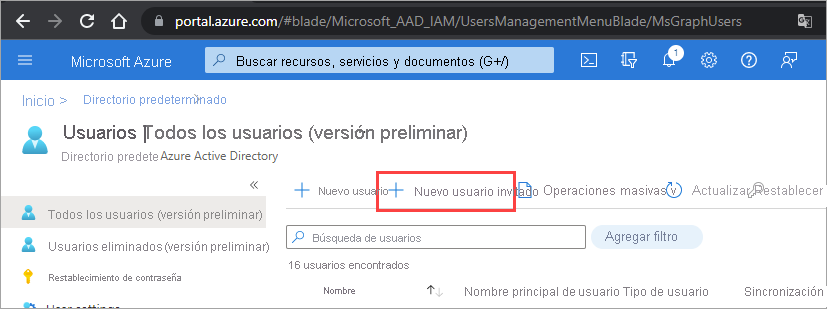 portal.azure.com/#blade/Microsoft_AAD_IAM/UsersManagementMenuBlade/MsGraphUsers
Microsoft Azure
Buscar recursos, servicios y documentos (G+/)
1
Inicio > Directorio predeterminado
Usuarios | Todos los usuarios (versión preliminar)
Directorio predete Azure Active Directory
«
Nuevo usuario
Nuevo usuario invitado
Operaciones masivas
Actualizar
Restablecer
Todos los usuarios (versión preliminar)
Usuarios eliminados (versión preliminar)
Restablecimiento de contraseña
User settings
Búsqueda de usuarios
Agregar filtro
16 usuarios encontrados
Nombre
Nombre principal de usuario
Tipo de usuario
Sincronización